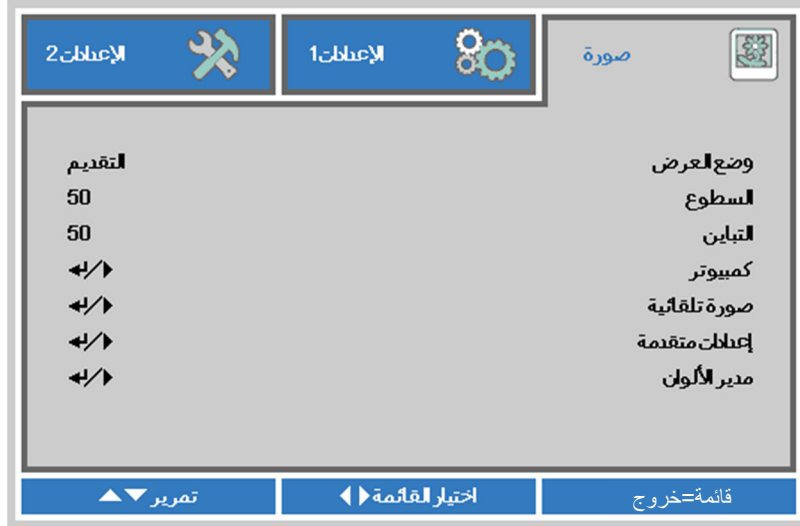 صورة
الإعدادات1
الإعدادات2
وضع العرض التقديم
السطوع 50
التباين 50
كمبيوتر
صورة تلقائية
إعدادات متقدمة
مدير الألوان
قائمة=خروج
اختيار القائمة
تمرير